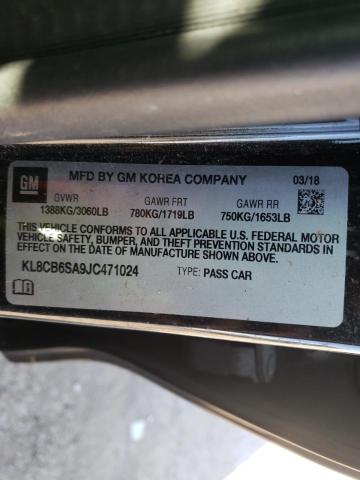 GM
MFD BY GM KOREA COMPANY 03/18
GVWR GAWR FRT GAWR RR
1388KG/3060LB 780KG/1719LB 750KG/1653LB
THIS VEHICLE CONFORMS TO ALL APPLICABLE U.S. FEDERAL MOTOR
VEHICLE SAFETY, BUMPER, AND THEFT PREVENTION STANDARDS IN
EFFECT ON THE DATE OF MANUFACTURE SHOWN ABOVE.
KL8CB6SA9JC471024 TYPE: PASS CAR